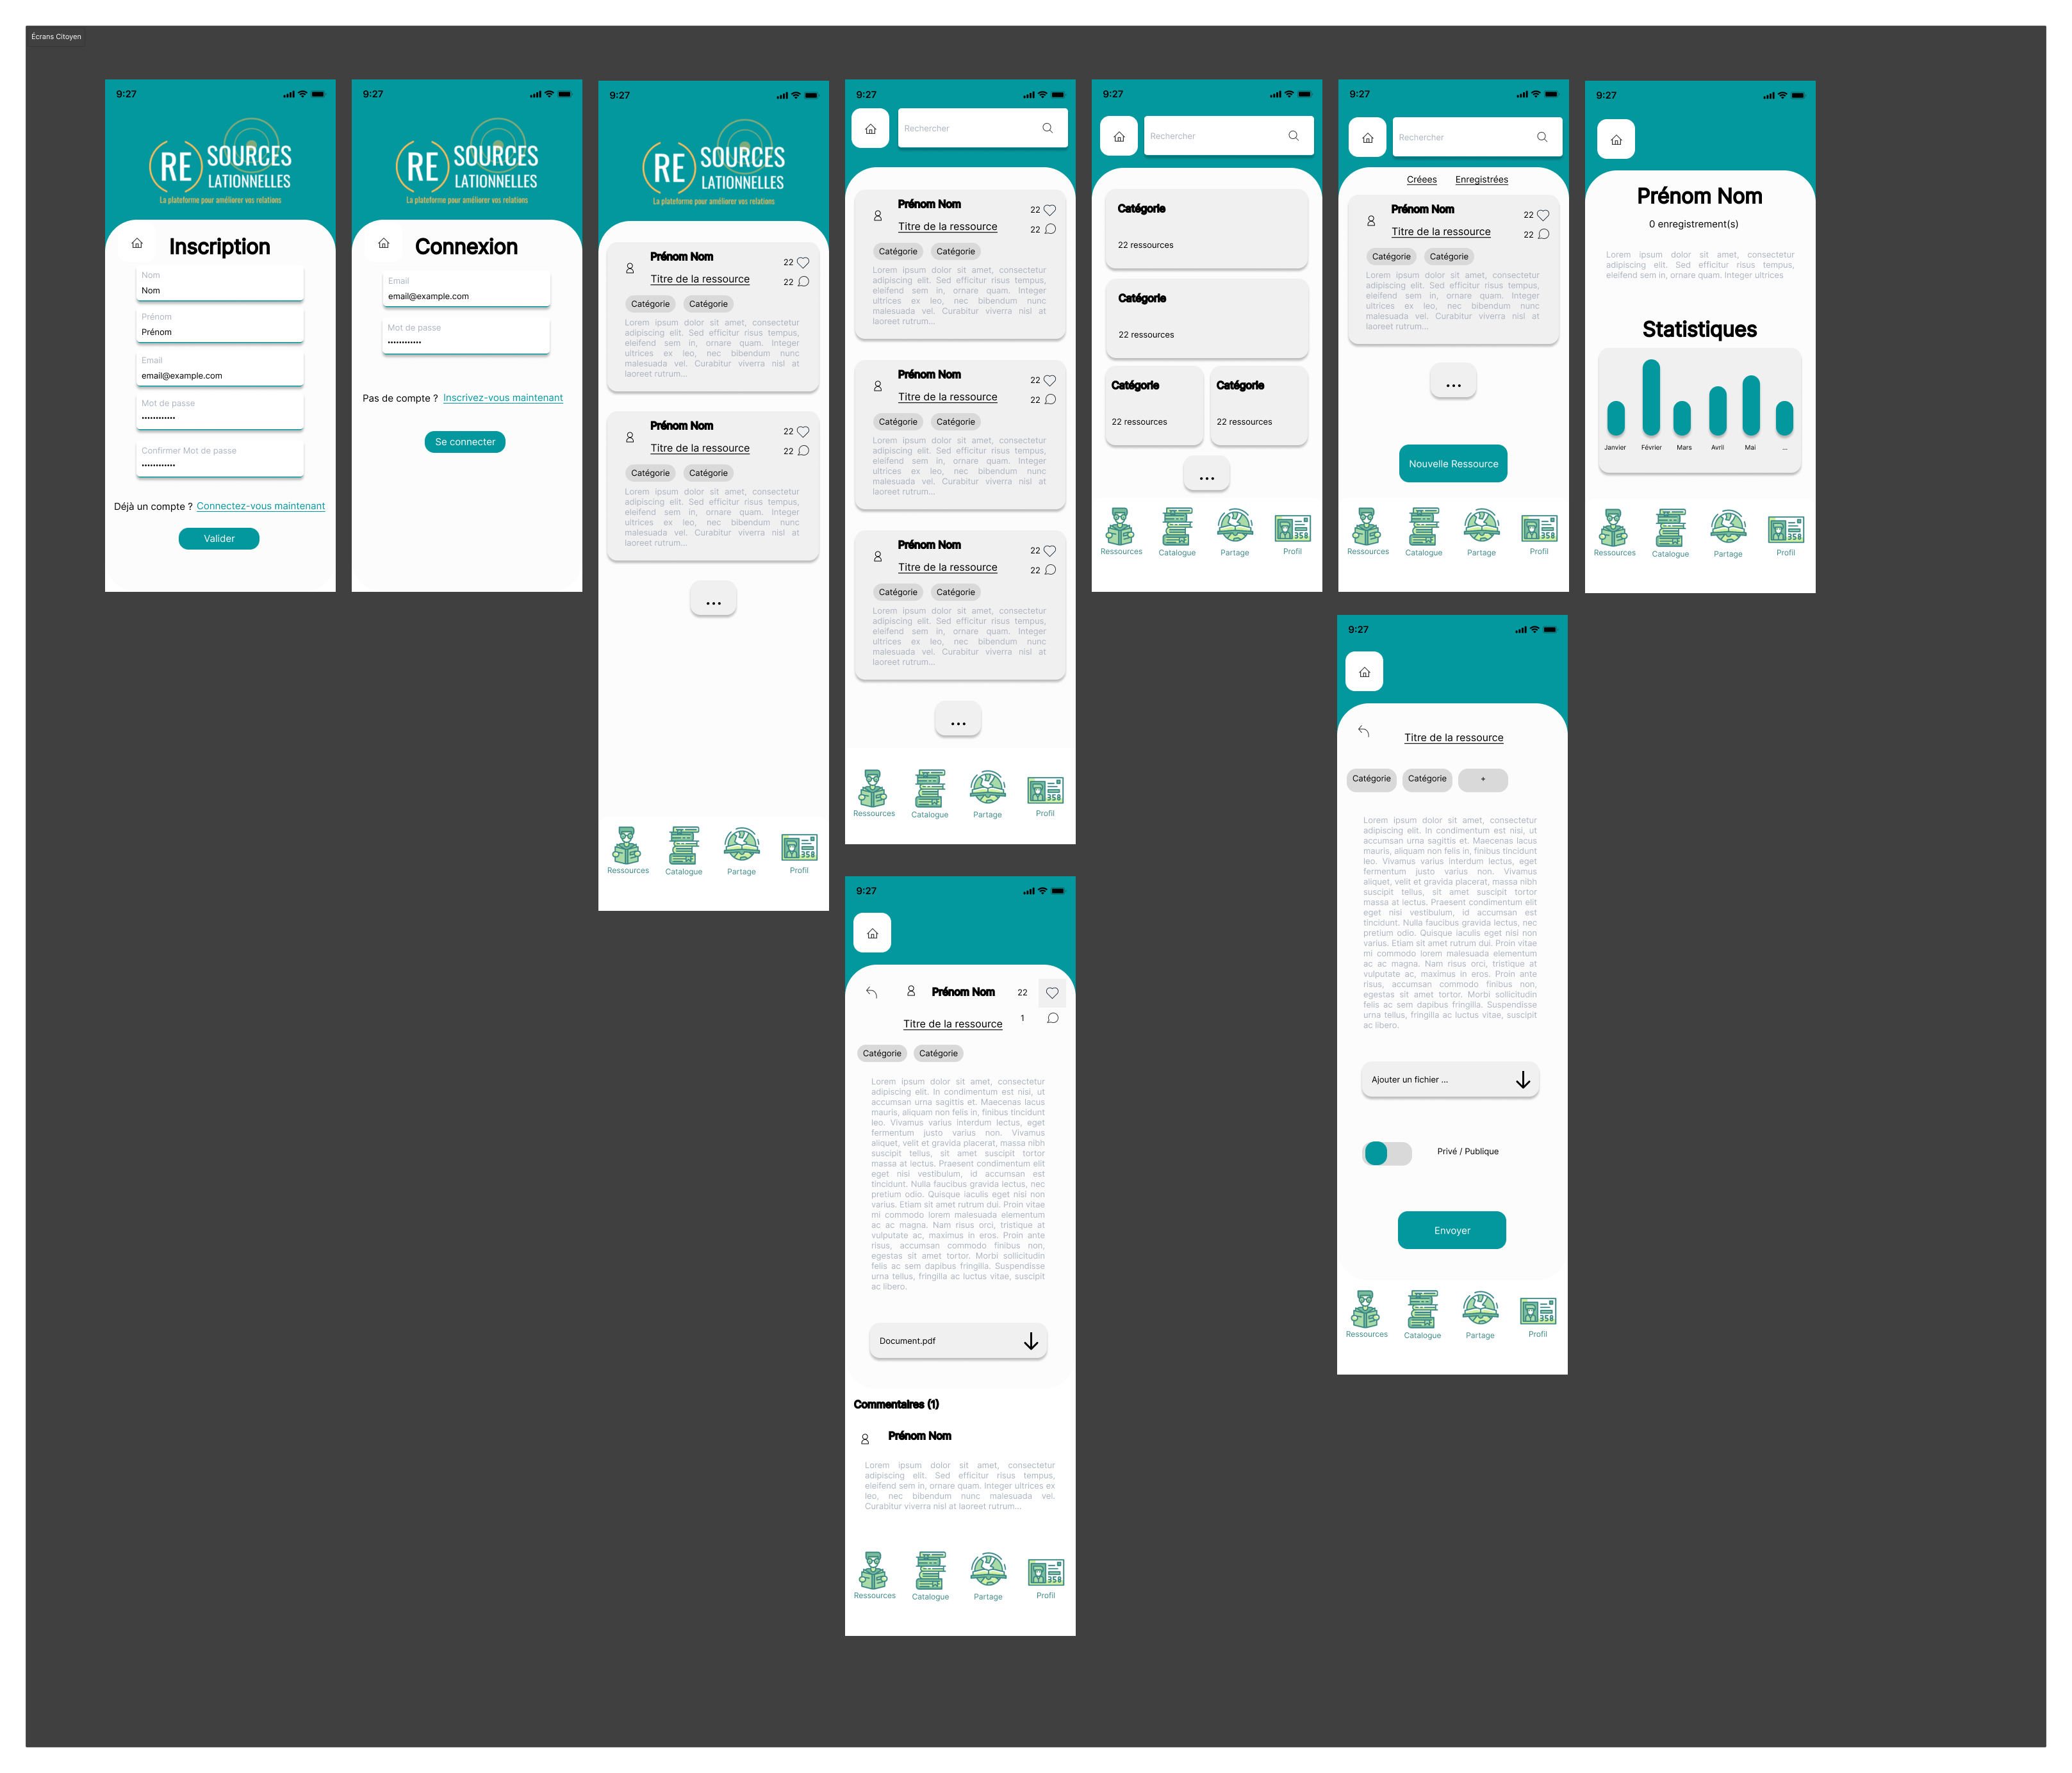 Écrans Citoyen
9:27
RE SOURCES
LATIONNELLES
La plateforme pour améliorer vos relations
Inscription
Nom
Nom
Prénom
Prénom
Email
email@example.com
Mot de passe
••••••••••••
Confirmer Mot de passe
••••••••••••
Déjà un compte ? Connectez-vous maintenant
Valider
9:27
RE SOURCES
LATIONNELLES
La plateforme pour améliorer vos relations
Connexion
Email
email@example.com
Mot de passe
••••••••••••
Pas de compte ? Inscrivez-vous maintenant
Se connecter
9:27
RE SOURCES
LATIONNELLES
La plateforme pour améliorer vos relations
Prénom Nom
22
Titre de la ressource
22
Catégorie Catégorie
Lorem ipsum dolor sit amet, consectetur
adipiscing elit. Sed efficitur risus tempus,
eleifend sem in, ornare quam. Integer
ultrices ex leo, nec bibendum nunc
malesuada vel. Curabitur viverra nisl at
laoreet rutrum...
Prénom Nom
22
Titre de la ressource
22
Catégorie Catégorie
Lorem ipsum dolor sit amet, consectetur
adipiscing elit. Sed efficitur risus tempus,
eleifend sem in, ornare quam. Integer
ultrices ex leo, nec bibendum nunc
malesuada vel. Curabitur viverra nisl at
laoreet rutrum...
...
358
Ressources Catalogue Partage Profil
9:27
Rechercher
Prénom Nom
22
Titre de la ressource
22
Catégorie Catégorie
Lorem ipsum dolor sit amet, consectetur
adipiscing elit. Sed efficitur risus tempus,
eleifend sem in, ornare quam. Integer
ultrices ex leo, nec bibendum nunc
malesuada vel. Curabitur viverra nisl at
laoreet rutrum...
Prénom Nom
22
Titre de la ressource
22
Catégorie Catégorie
Lorem ipsum dolor sit amet, consectetur
adipiscing elit. Sed efficitur risus tempus,
eleifend sem in, ornare quam. Integer
ultrices ex leo, nec bibendum nunc
malesuada vel. Curabitur viverra nisl at
laoreet rutrum...
Prénom Nom
22
Titre de la ressource
22
Catégorie Catégorie
Lorem ipsum dolor sit amet, consectetur
adipiscing elit. Sed efficitur risus tempus,
eleifend sem in, ornare quam. Integer
ultrices ex leo, nec bibendum nunc
malesuada vel. Curabitur viverra nisl at
laoreet rutrum...
...
358
Ressources Catalogue Partage Profil
9:27
Rechercher
Catégorie
22 ressources
Catégorie
22 ressources
Catégorie Catégorie
22 ressources 22 ressources
...
358
Ressources Catalogue Partage Profil
9:27
Rechercher
Créees Enregistrées
Prénom Nom
22
Titre de la ressource
22
Catégorie Catégorie
Lorem ipsum dolor sit amet, consectetur
adipiscing elit. Sed efficitur risus tempus,
eleifend sem in, ornare quam. Integer
ultrices ex leo, nec bibendum nunc
malesuada vel. Curabitur viverra nisl at
laoreet rutrum...
...
Nouvelle Ressource
358
Ressources Catalogue Partage Profil
9:27
Prénom Nom
0 enregistrement(s)
Lorem ipsum dolor sit amet, consectetur
adipiscing elit. Sed efficitur risus tempus,
eleifend sem in, ornare quam. Integer ultrices
Statistiques
Janvier Février Mars Avril Mai ...
358
Ressources Catalogue Partage Profil
9:27
Prénom Nom 22
Titre de la ressource 1
Catégorie Catégorie
Lorem ipsum dolor sit amet, consectetur
adipiscing elit. In condimentum est nisi, ut
accumsan urna sagittis et. Maecenas lacus
mauris, aliquam non felis in, finibus tincidunt
leo. Vivamus varius interdum lectus, eget
fermentum justo varius non. Vivamus
aliquet, velit et gravida placerat, massa nibh
suscipit tellus, sit amet suscipit tortor
massa at lectus. Praesent condimentum elit
eget nisi vestibulum, id accumsan est
tincidunt. Nulla faucibus gravida lectus, nec
pretium odio. Quisque iaculis eget nisi non
varius. Etiam sit amet rutrum dui. Proin vitae
mi commodo lorem malesuada elementum
ac ac magna. Nam risus orci, tristique at
vulputate ac, maximus in eros. Proin ante
risus, accumsan commodo finibus non,
egestas sit amet tortor. Morbi sollicitudin
felis ac sem dapibus fringilla. Suspendisse
urna tellus, fringilla ac luctus vitae, suscipit
ac libero.
Document.pdf
Commentaires (1)
Prénom Nom
Lorem ipsum dolor sit amet, consectetur
adipiscing elit. Sed efficitur risus tempus,
eleifend sem in, ornare quam. Integer ultrices ex
leo, nec bibendum nunc malesuada vel.
Curabitur viverra nisl at laoreet rutrum...
358
Ressources Catalogue Partage Profil
9:27
Titre de la ressource
Catégorie Catégorie +
Lorem ipsum dolor sit amet, consectetur
adipiscing elit. In condimentum est nisi, ut
accumsan urna sagittis et. Maecenas lacus
mauris, aliquam non felis in, finibus tincidunt
leo. Vivamus varius interdum lectus, eget
fermentum justo varius non. Vivamus
aliquet, velit et gravida placerat, massa nibh
suscipit tellus, sit amet suscipit tortor
massa at lectus. Praesent condimentum elit
eget nisi vestibulum, id accumsan est
tincidunt. Nulla faucibus gravida lectus, nec
pretium odio. Quisque iaculis eget nisi non
varius. Etiam sit amet rutrum dui. Proin vitae
mi commodo lorem malesuada elementum
ac ac magna. Nam risus orci, tristique at
vulputate ac, maximus in eros. Proin ante
risus, accumsan commodo finibus non,
egestas sit amet tortor. Morbi sollicitudin
felis ac sem dapibus fringilla. Suspendisse
urna tellus, fringilla ac luctus vitae, suscipit
ac libero.
Ajouter un fichier ...
Privé / Publique
Envoyer
358
Ressources Catalogue Partage Profil